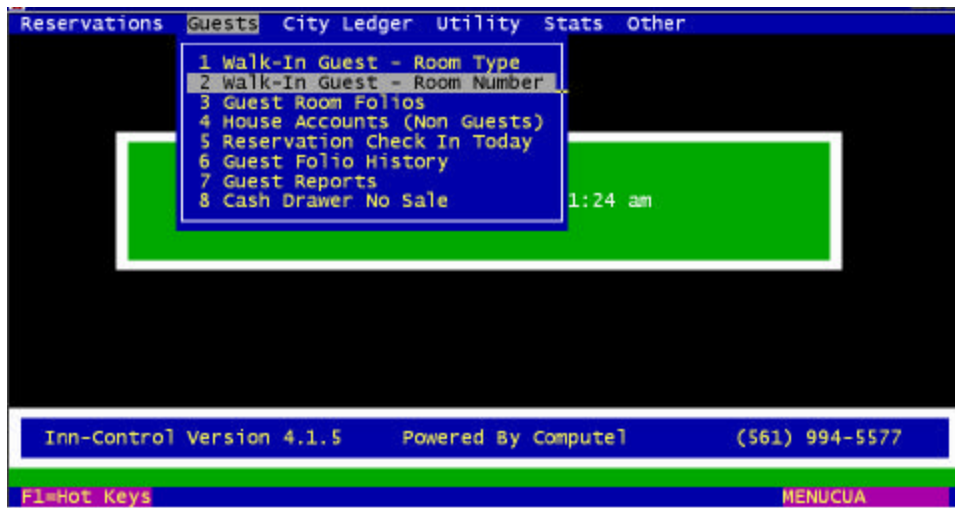 Reservations Guests City Ledger Utility Stats Other
1 Walk-In Guest - Room Type
2 Walk-In Guest - Room Number
3 Guest Room Folios
4 House Accounts (Non Guests)
5 Reservation Check In Today
6 Guest Folio History
7 Guest Reports
8 Cash Drawer No Sale
1:24 am
Inn-Control Version 4.1.5 Powered By Computel (561) 994-5577
F1=Hot Keys MENUCUA